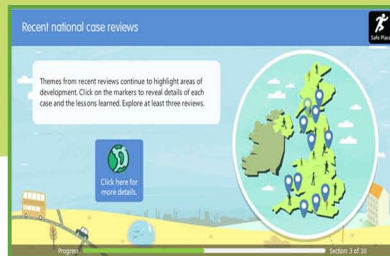 Recent national case reviews
Safe Place
Themes from recent reviews continue to highlight areas of
development. Click on the markers to reveal details of each
case and the lessons learned. Explore at least three reviews.
Click here for
more details.
Progress
Section 3 of 10